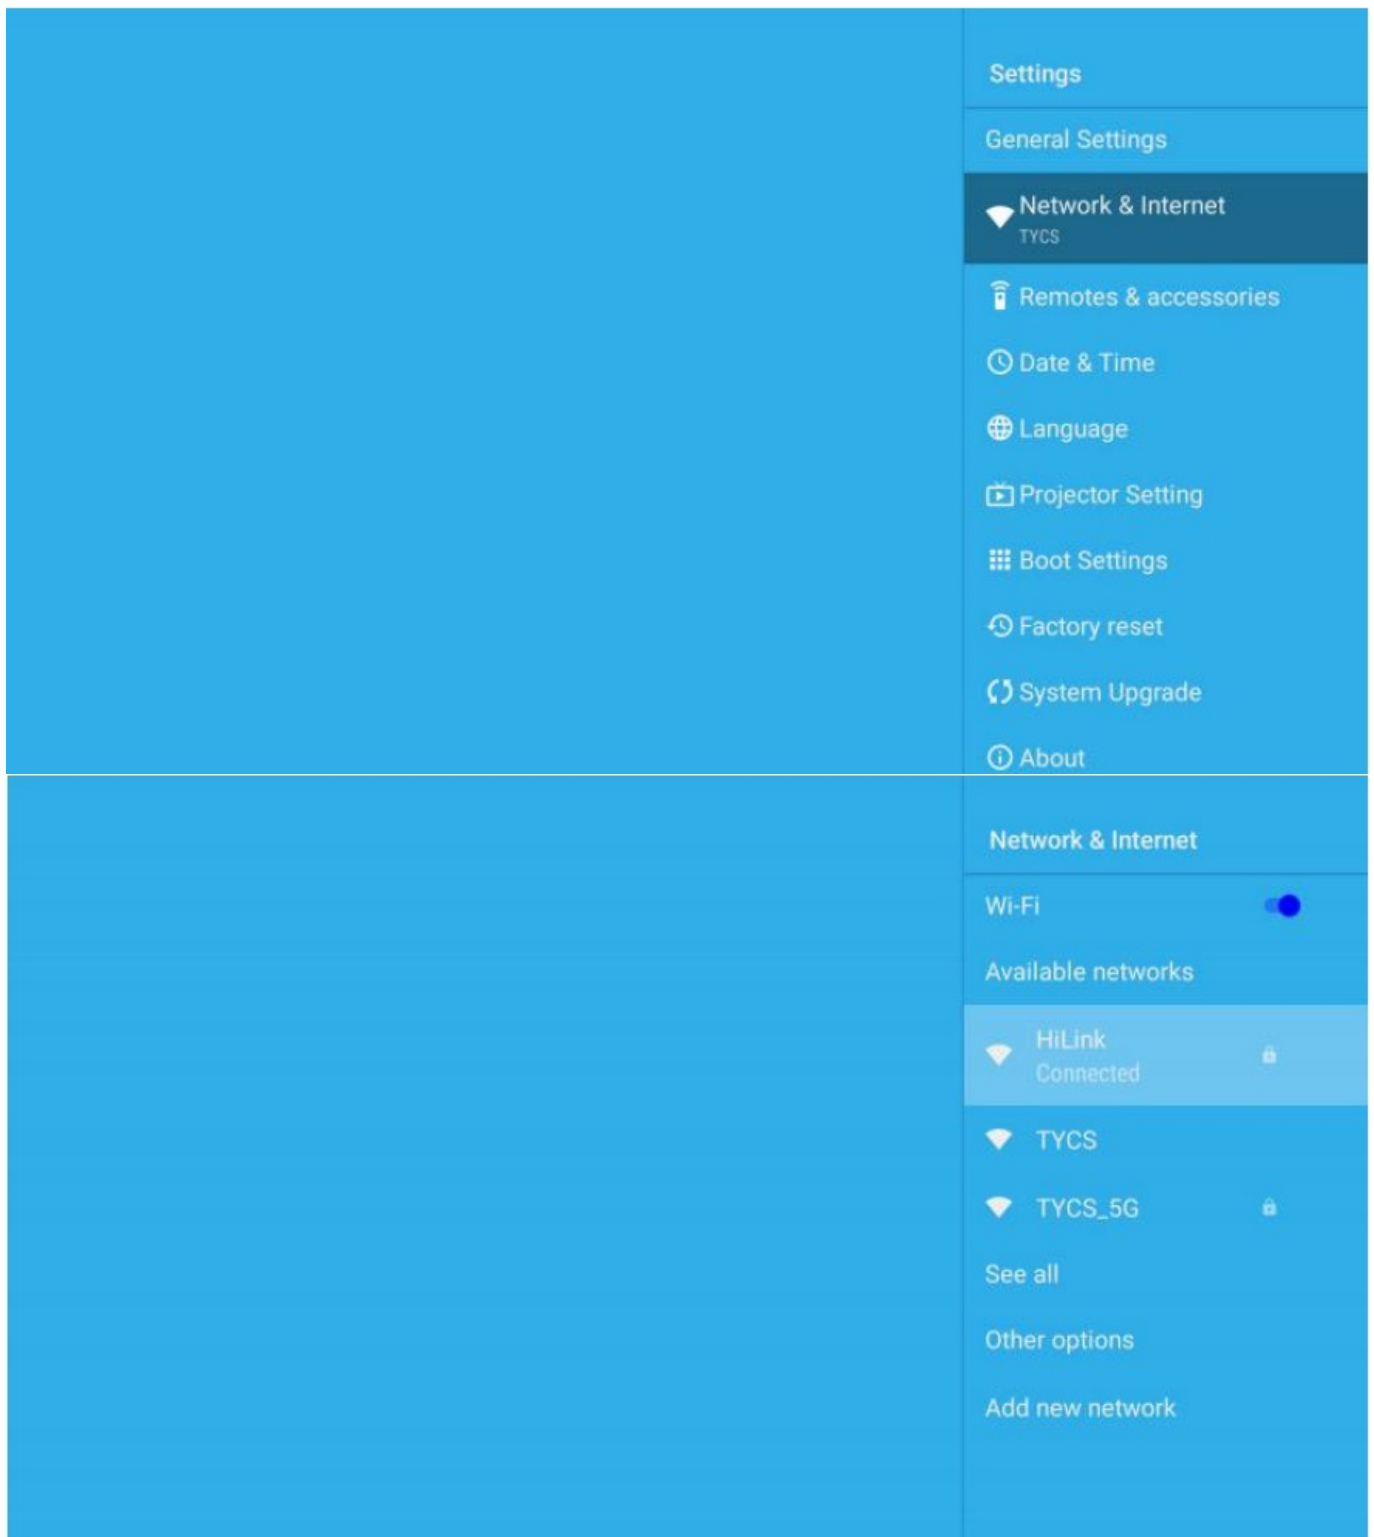 Settings
General Settings
Network & Internet
TYCS
Remotes & accessories
Date & Time
Language
Projector Setting
Boot Settings
Factory reset
System Upgrade
About
Network & Internet
Wi-Fi
Available networks
HiLink
Connected
TYCS
TYCS_5G
See all
Other options
Add new network